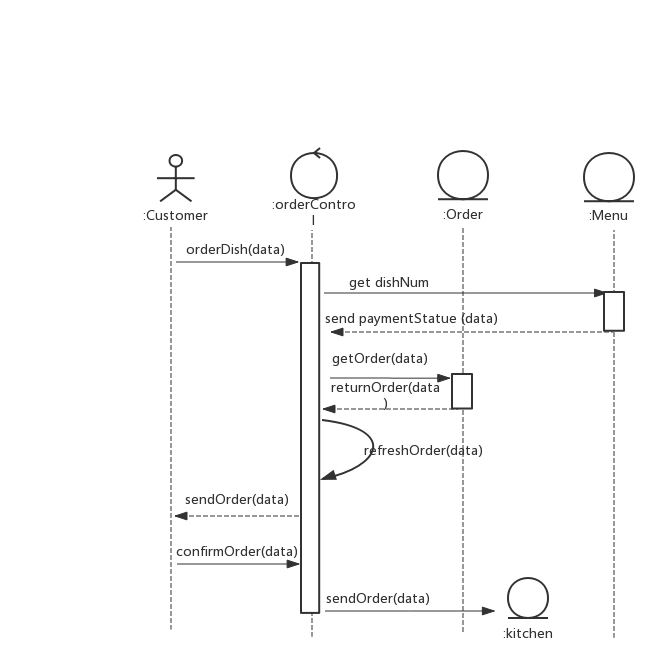 :Customer
:orderContro
l
:Order
:Menu
orderDish(data)
get dishNum
send paymentStatue (data)
getOrder(data)
returnOrder(data
)
refreshOrder(data)
sendOrder(data)
confirmOrder(data)
sendOrder(data)
:kitchen